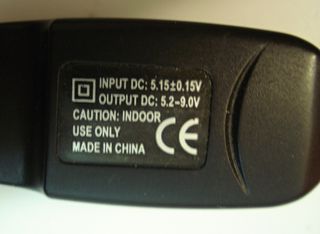 INPUT DC: 5.15±0.15V
OUTPUT DC: 5.2-9.0V
CAUTION: INDOOR
USE ONLY
MADE IN CHINA
CE